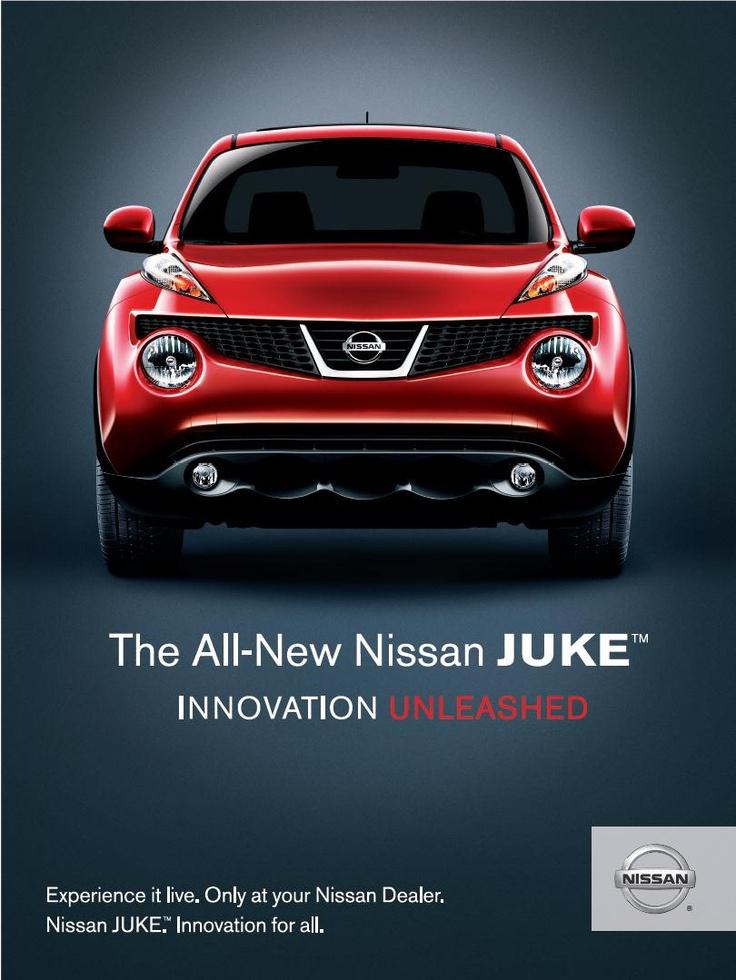 NISSAN
The All-New Nissan JUKE™
INNOVATION UNLEASHED
NISSAN
®
Experience it live. Only at your Nissan Dealer.
Nissan JUKE.™ Innovation for all.